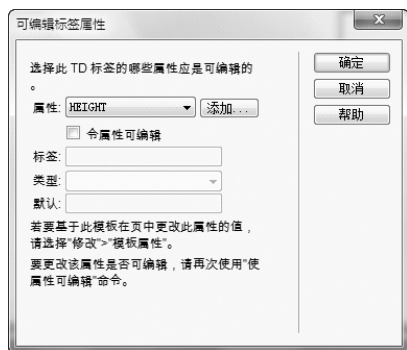 可编辑标签属性
选择此 TD 标签的哪些属性应是可编辑的
。
属性: HEIGHT 添加...
令属性可编辑
标签:
类型:
默认:
若要基于此模板在页中更改此属性的值，
请选择"修改">"模板属性"。
要更改该属性是否可编辑，请再次使用"使
属性可编辑"命令。
确定
取消
帮助